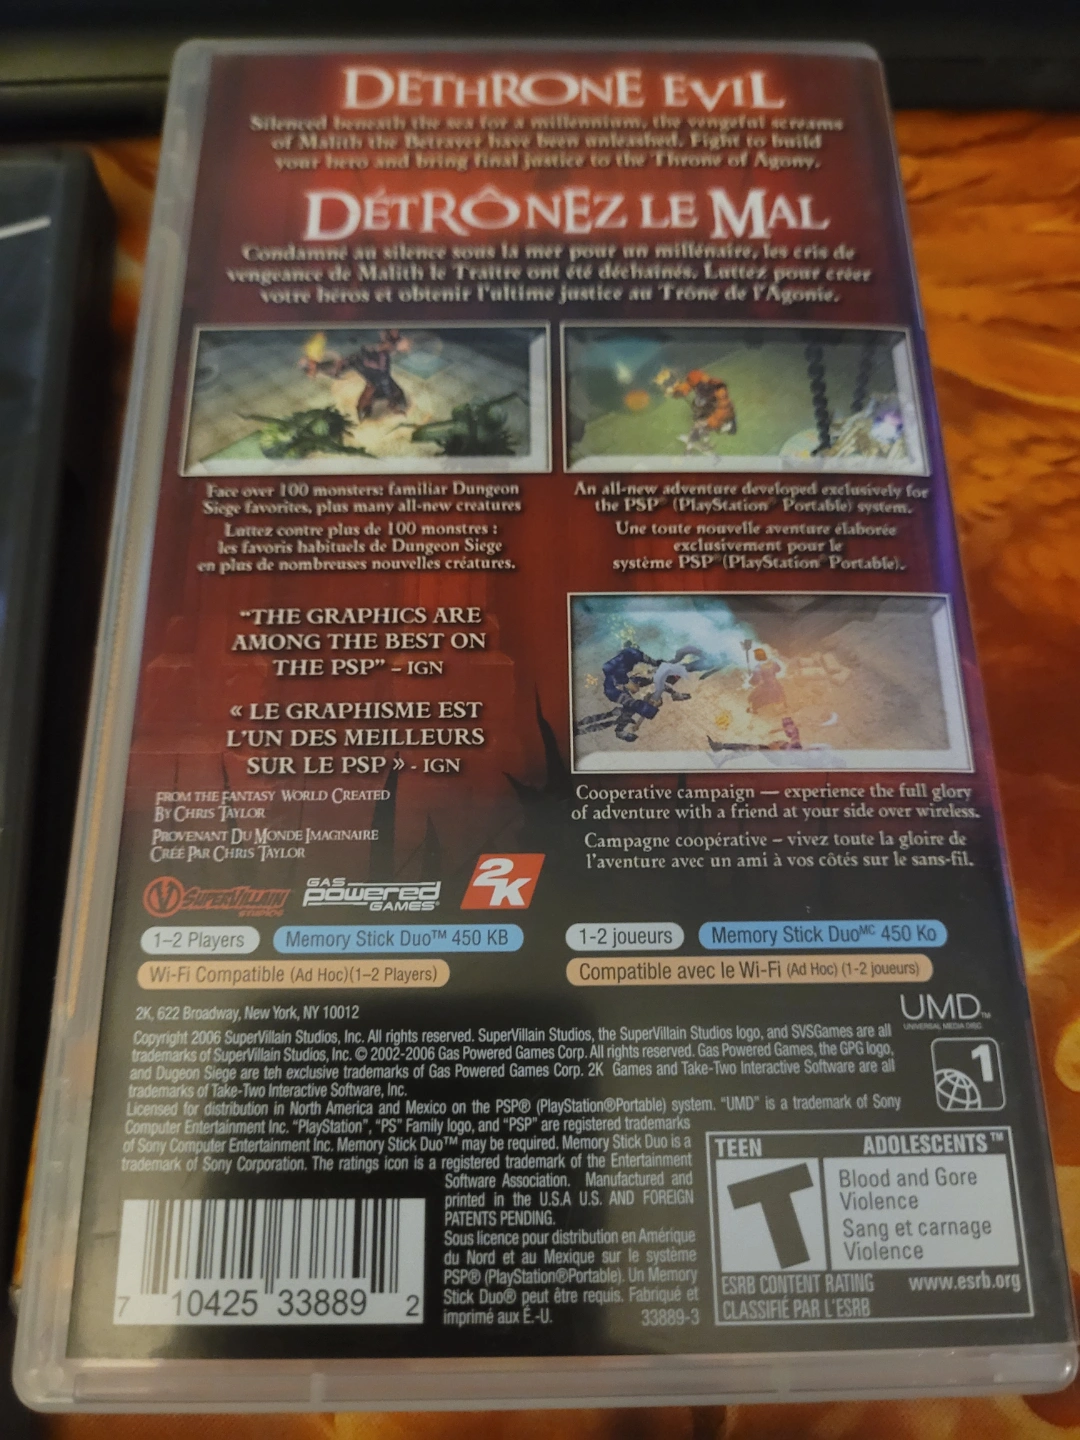 DETHRONE EVIL
Silenced beneath the sea for a millennium, the vengeful screams
of Malith the Betrayer have been unleashed. Fight to build
your hero and bring final justice to the Throne of Agony.
DÉTRÔNEZ LE MAL
Condamné au silence sous la mer pour un millénaire, les cris de
vengeance de Malith le Traître ont été déchaînés. Luttez pour créer
votre héros et obtenir l'ultime justice au Trône de l'Agonie.
Face over 100 monsters: familiar Dungeon
Siege favorites, plus many all-new creatures
Luttez contre plus de 100 monstres :
les favoris habituels de Dungeon Siege
en plus de nombreuses nouvelles créatures.
An all-new adventure developed exclusively for
the PSP® (PlayStation® Portable) system.
Une toute nouvelle aventure élaborée
exclusivement pour le
système PSP® (PlayStation® Portable).
"THE GRAPHICS ARE
AMONG THE BEST ON
THE PSP" – IGN
« LE GRAPHISME EST
L'UN DES MEILLEURS
SUR LE PSP » - IGN
FROM THE FANTASY WORLD CREATED
BY CHRIS TAYLOR
PROVENANT DU MONDE IMAGINAIRE
CRÉÉ PAR CHRIS TAYLOR
Cooperative campaign — experience the full glory
of adventure with a friend at your side over wireless.
Campagne coopérative – vivez toute la gloire de
l'aventure avec un ami à vos côtés sur le sans-fil.
V SUPERVILLAIN STUDIOS
GAS POWERED GAMES
2K
1–2 Players
Memory Stick Duo™ 450 KB
Wi-Fi Compatible (Ad Hoc)(1–2 Players)
1-2 joueurs
Memory Stick Duoᴹᶜ 450 Ko
Compatible avec le Wi-Fi (Ad Hoc) (1-2 joueurs)
2K, 622 Broadway, New York, NY 10012
UMD™
UNIVERSAL MEDIA DISC
1
Copyright 2006 SuperVillain Studios, Inc. All rights reserved. SuperVillain Studios, the SuperVillain Studios logo, and SVSGames are all
trademarks of SuperVillain Studios, Inc. © 2002-2006 Gas Powered Games Corp. All rights reserved. Gas Powered Games, the GPG logo,
and Dugeon Siege are teh exclusive trademarks of Gas Powered Games Corp. 2K Games and Take-Two Interactive Software are all
trademarks of Take-Two Interactive Software, Inc.
Licensed for distribution in North America and Mexico on the PSP® (PlayStation®Portable) system. "UMD" is a trademark of Sony
Computer Entertainment Inc. "PlayStation", "PS" Family logo, and "PSP" are registered trademarks
of Sony Computer Entertainment Inc. Memory Stick Duo™ may be required. Memory Stick Duo is a
trademark of Sony Corporation. The ratings icon is a registered trademark of the Entertainment
Software Association. Manufactured and
printed in the U.S.A U.S. AND FOREIGN
PATENTS PENDING.
Sous licence pour distribution en Amérique
du Nord et au Mexique sur le système
PSP® (PlayStation®Portable). Un Memory
Stick Duo® peut être requis. Fabriqué et
imprimé aux É.-U.
33889-3
7 10425 33889 2
TEEN
ADOLESCENTS™
T
Blood and Gore
Violence
Sang et carnage
Violence
ESRB CONTENT RATING
www.esrb.org
CLASSIFIÉ PAR L'ESRB